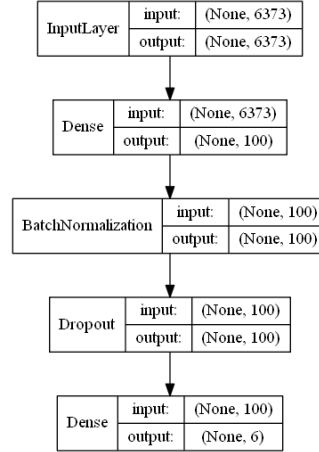 InputLayer
input: (None, 6373)
output: (None, 6373)
Dense
input: (None, 6373)
output: (None, 100)
BatchNormalization
input: (None, 100)
output: (None, 100)
Dropout
input: (None, 100)
output: (None, 100)
Dense
input: (None, 100)
output: (None, 6)